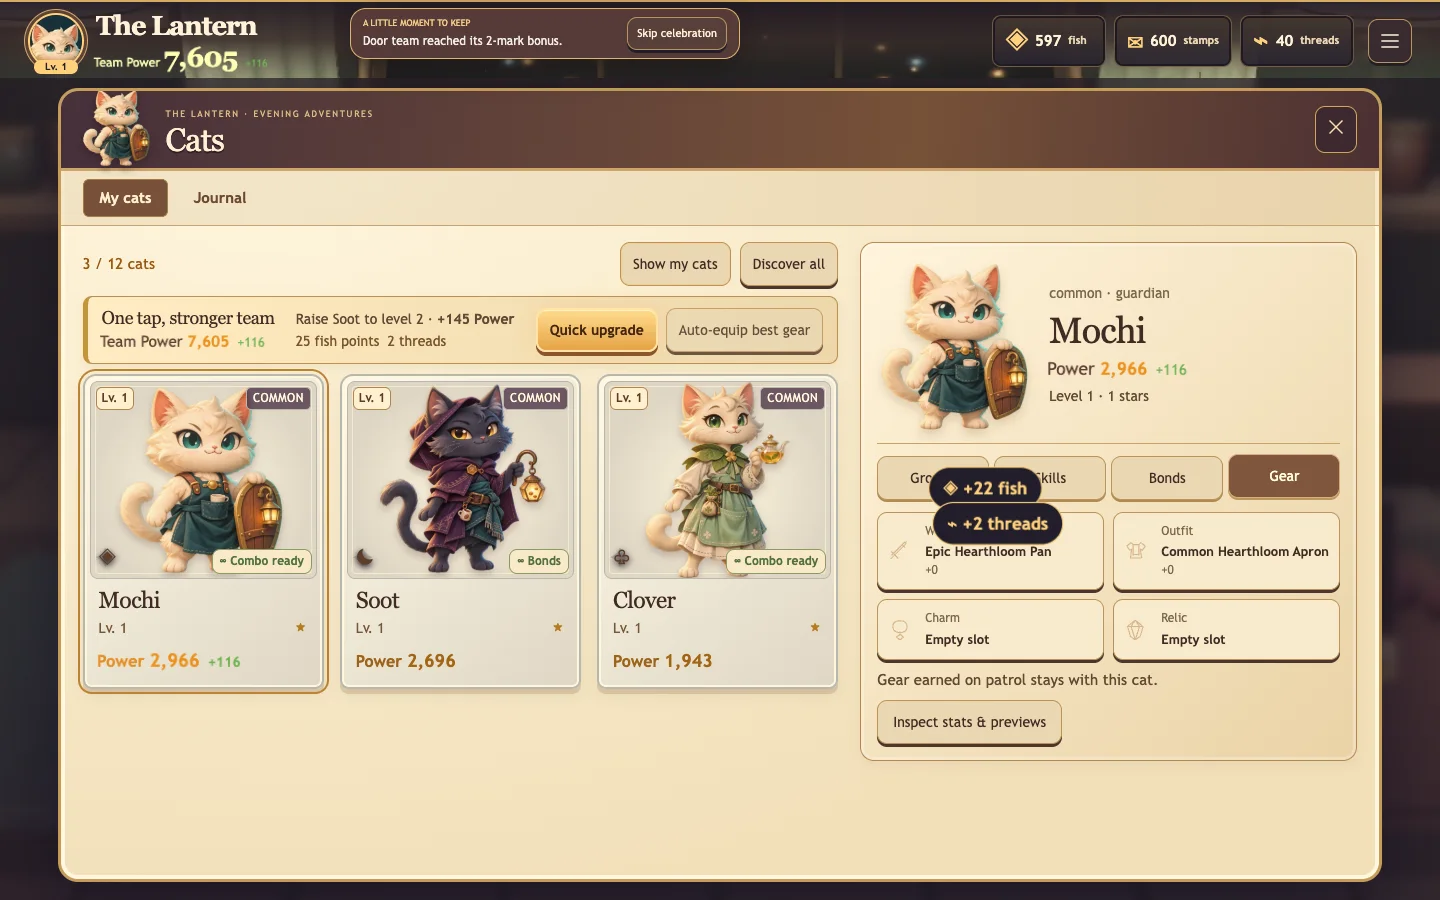 The Lantern
Lv. 1
Team Power 7,605 +116
A LITTLE MOMENT TO KEEP
Door team reached its 2-mark bonus.
Skip celebration
597 fish
600 stamps
40 threads
THE LANTERN · EVENING ADVENTURES
Cats
My cats
Journal
3 / 12 cats
Show my cats
Discover all
One tap, stronger team
Team Power 7,605 +116
Raise Soot to level 2 · +145 Power
25 fish points 2 threads
Quick upgrade
Auto-equip best gear
Lv. 1
COMMON
∞ Combo ready
Mochi
Lv. 1
Power 2,966 +116
Lv. 1
COMMON
∞ Bonds
Soot
Lv. 1
Power 2,696
Lv. 1
COMMON
∞ Combo ready
Clover
Lv. 1
Power 1,943
common · guardian
Mochi
Power 2,966 +116
Level 1 · 1 stars
Bonds
Gear
+22 fish
+2 threads
Epic Hearthloom Pan
+0
Outfit
Common Hearthloom Apron
+0
Charm
Empty slot
Relic
Empty slot
Gear earned on patrol stays with this cat.
Inspect stats & previews